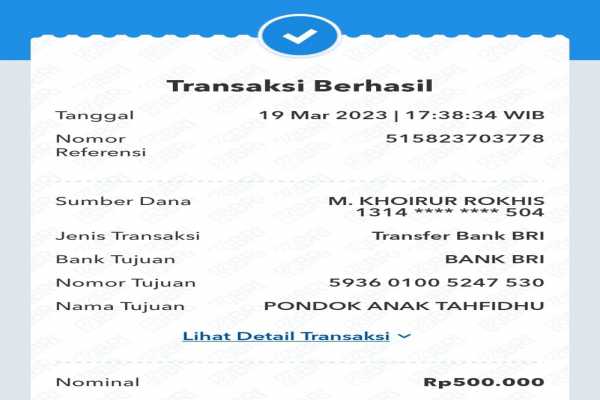 Transaksi Berhasil
Tanggal 19 Mar 2023 | 17:38:34 WIB
Nomor Referensi 515823703778
Sumber Dana M. KHOIRUR ROKHIS
1314 **** **** 504
Jenis Transaksi Transfer Bank BRI
Bank Tujuan BANK BRI
Nomor Tujuan 5936 0100 5247 530
Nama Tujuan PONDOK ANAK TAHFIDHU
Lihat Detail Transaksi
Nominal Rp500.000